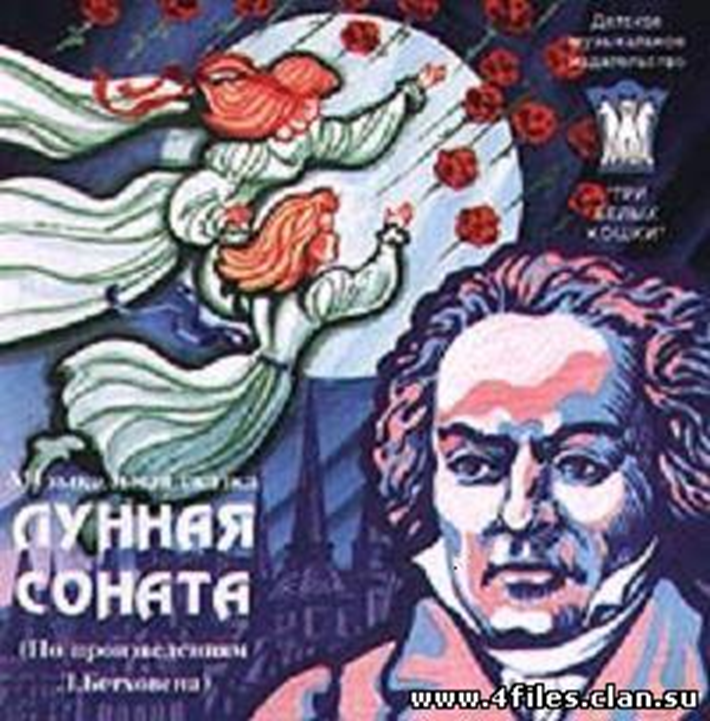 Детское
музыкальное
издательство
"ТРИ
БЕЛЫХ
КОШКИ"
Музыкальная сказка
ЛУННАЯ
СОНАТА
(По произведениям
Л.Бетховена)
www.4files.clan.su